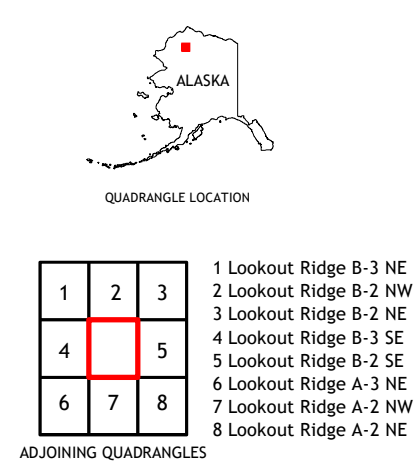 ALASKA
QUADRANGLE LOCATION
1 2 3
4 5
6 7 8
1 Lookout Ridge B-3 NE
2 Lookout Ridge B-2 NW
3 Lookout Ridge B-2 NE
4 Lookout Ridge B-3 SE
5 Lookout Ridge B-2 SE
6 Lookout Ridge A-3 NE
7 Lookout Ridge A-2 NW
8 Lookout Ridge A-2 NE
ADJOINING QUADRANGLES